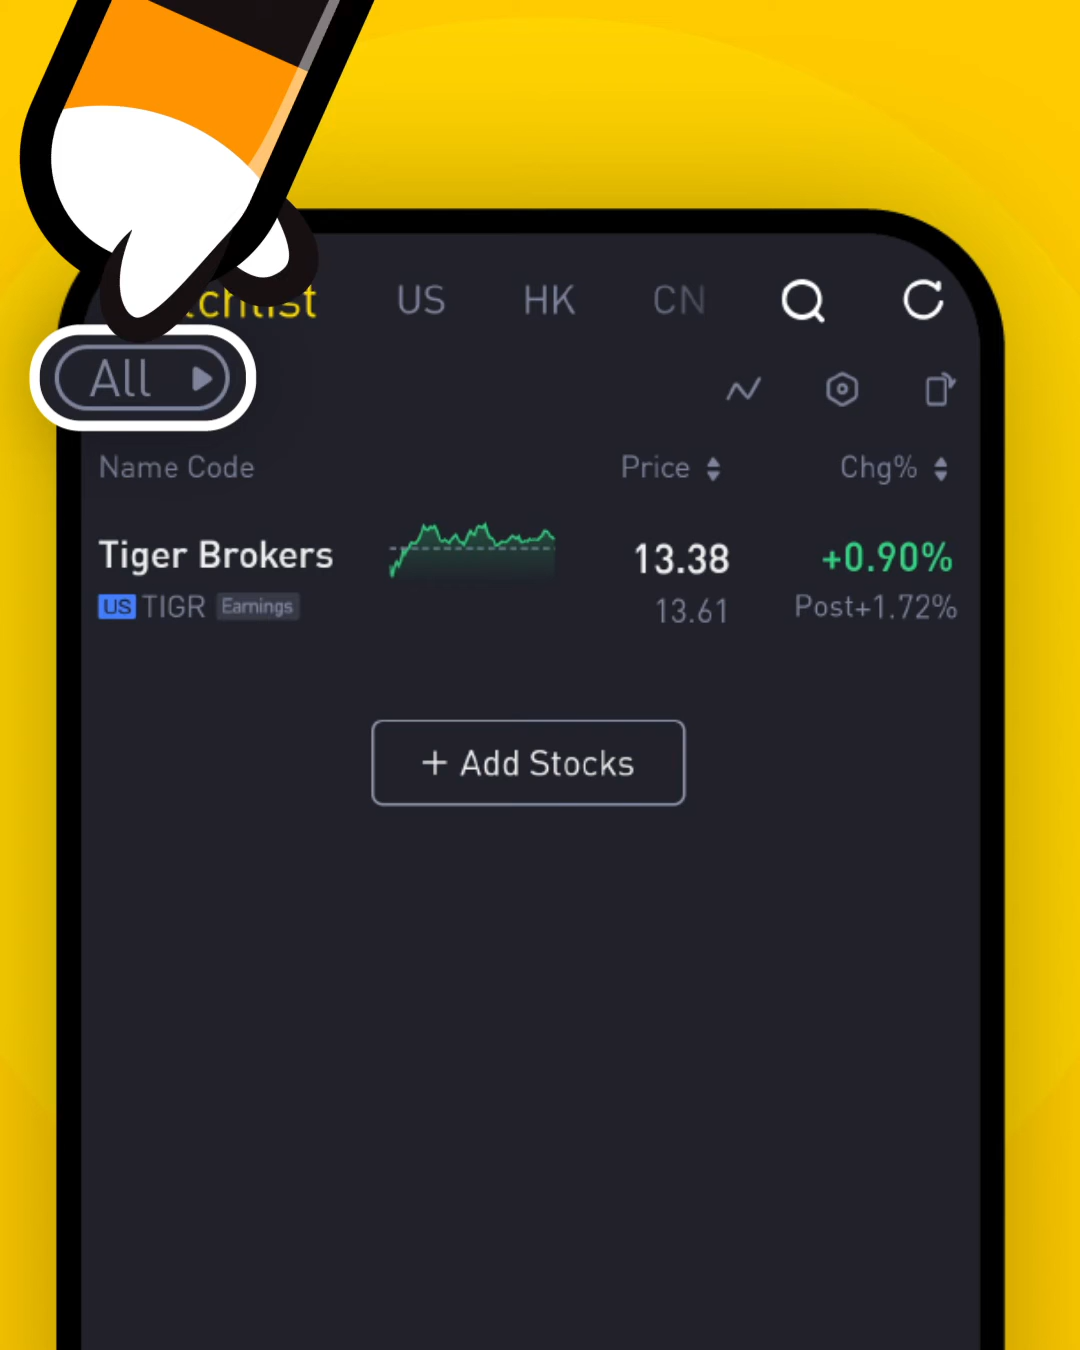 US HK CN
All
Name Code Price Chg%
Tiger Brokers 13.38 +0.90%
US TIGR Earnings 13.61 Post+1.72%
+ Add Stocks